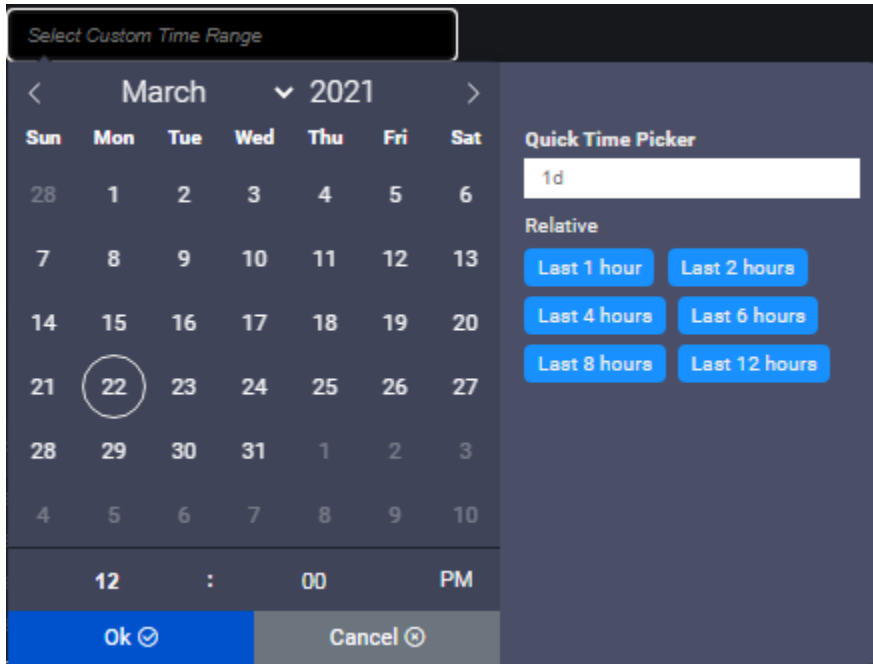 Select Custom Time Range
March 2021
Sun Mon Tue Wed Thu Fri Sat
28 1 2 3 4 5 6
7 8 9 10 11 12 13
14 15 16 17 18 19 20
21 22 23 24 25 26 27
28 29 30 31 1 2 3
4 5 6 7 8 9 10
12 : 00 PM
Ok Cancel
Quick Time Picker
1d
Relative
Last 1 hour Last 2 hours
Last 4 hours Last 6 hours
Last 8 hours Last 12 hours